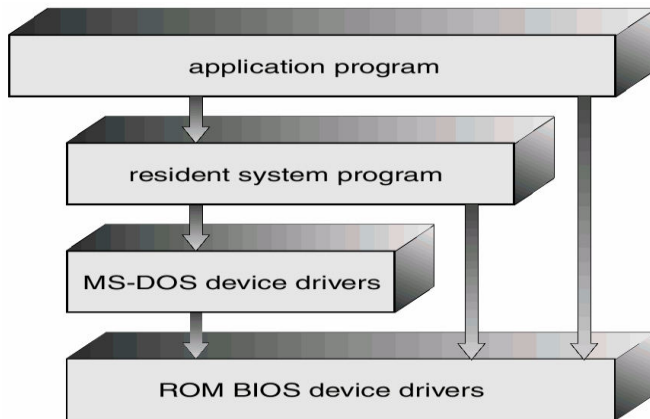 application program
resident system program
MS-DOS device drivers
ROM BIOS device drivers